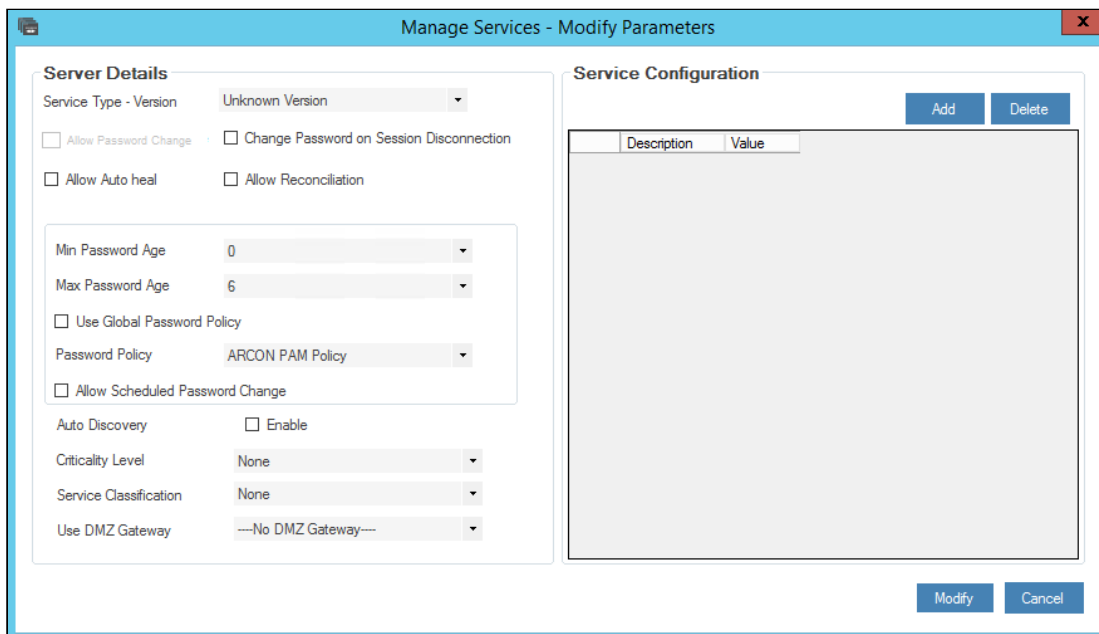 Manage Services - Modify Parameters
x
Server Details
Service Type - Version Unknown Version
Allow Password Change Change Password on Session Disconnection
Allow Auto heal Allow Reconciliation
Min Password Age 0
Max Password Age 6
Use Global Password Policy
Password Policy ARCON PAM Policy
Allow Scheduled Password Change
Auto Discovery Enable
Criticality Level None
Service Classification None
Use DMZ Gateway ----No DMZ Gateway----
Service Configuration
Add Delete
Description Value
Modify Cancel